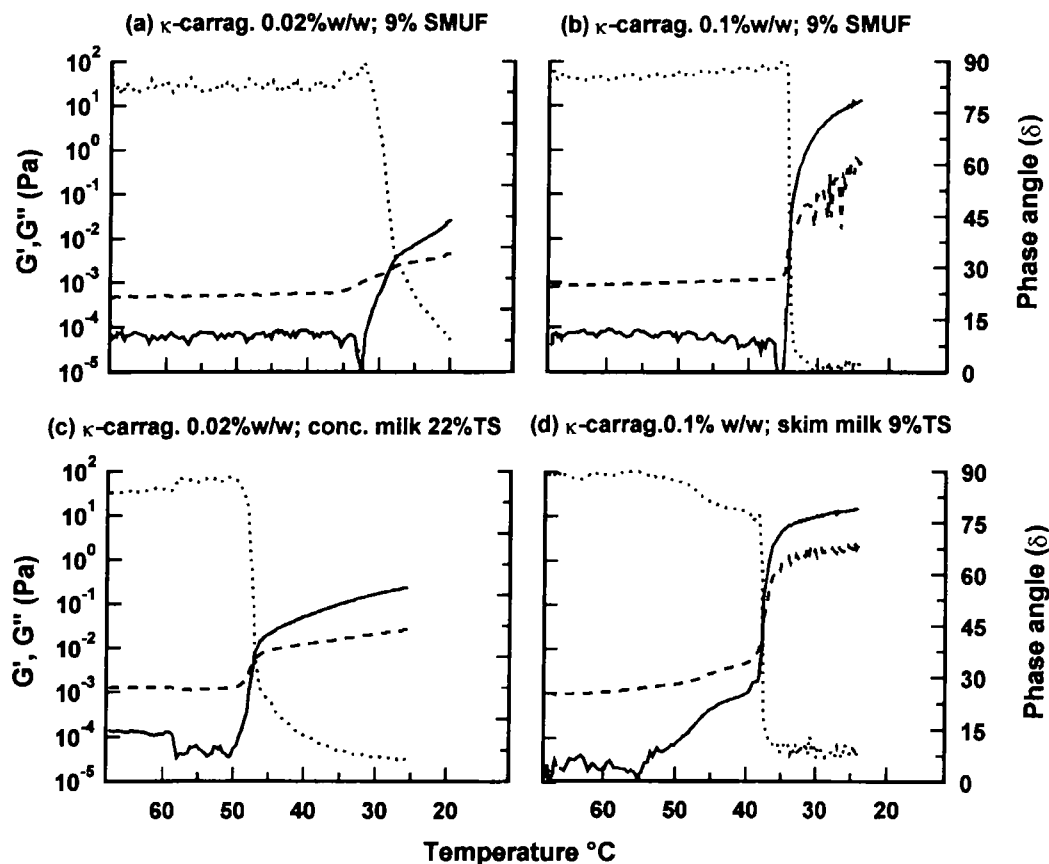 (a) κ-carrag. 0.02%w/w; 9% SMUF
(b) κ-carrag. 0.1%w/w; 9% SMUF
10² 10¹ 10⁰ 10⁻¹ 10⁻² 10⁻³ 10⁻⁴ 10⁻⁵
G',G'' (Pa)
90 75 60 45 30 15 0
Phase angle (δ)
(c) κ-carrag. 0.02%w/w; conc. milk 22%TS
(d) κ-carrag.0.1% w/w; skim milk 9%TS
10² 10¹ 10⁰ 10⁻¹ 10⁻² 10⁻³ 10⁻⁴ 10⁻⁵
G', G'' (Pa)
90 75 60 45 30 15 0
Phase angle (δ)
60 50 40 30 20
60 50 40 30 20
Temperature °C